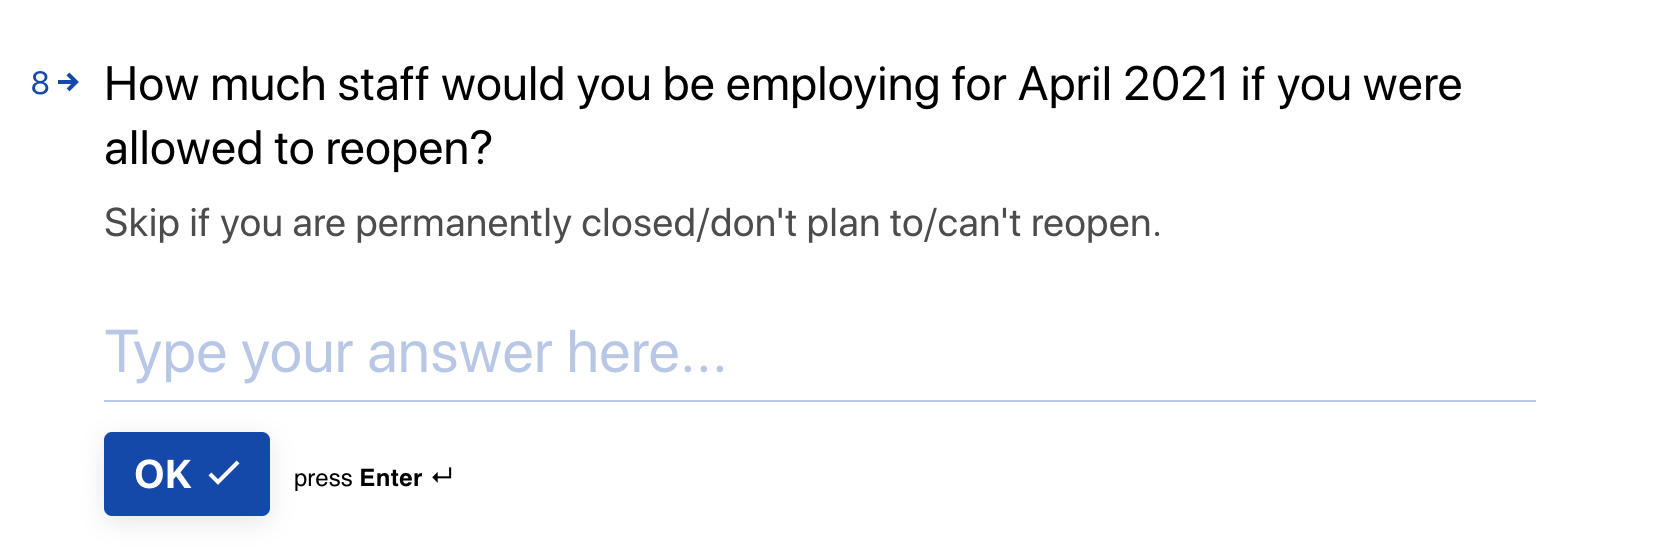 8→ How much staff would you be employing for April 2021 if you were
allowed to reopen?
Skip if you are permanently closed/don't plan to/can't reopen.
Type your answer here...
OK ✓ press Enter ↵